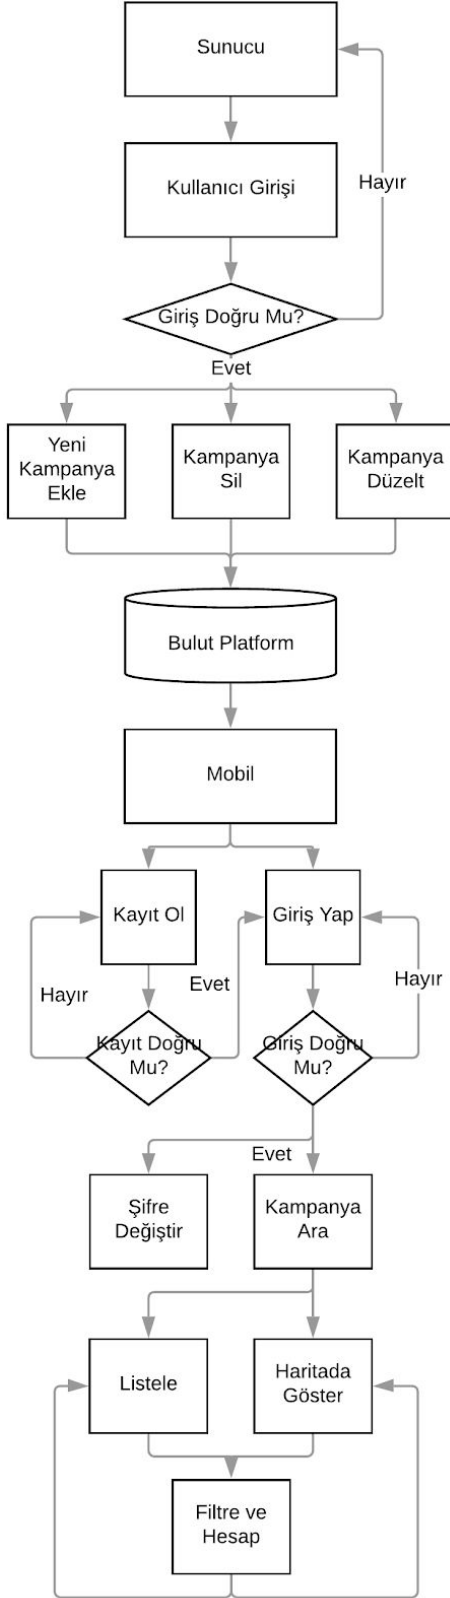 Sunucu
Hayır
Kullanıcı Girişi
Giriş Doğru Mu?
Evet
Yeni
Kampanya
Ekle
Kampanya
Sil
Kampanya
Düzelt
Bulut Platform
Mobil
Kayıt Ol
Giriş Yap
Hayır
Evet
Hayır
Kayıt Doğru
Mu?
Giriş Doğru
Mu?
Evet
Şifre
Değiştir
Kampanya
Ara
Listele
Haritada
Göster
Filtre ve
Hesap